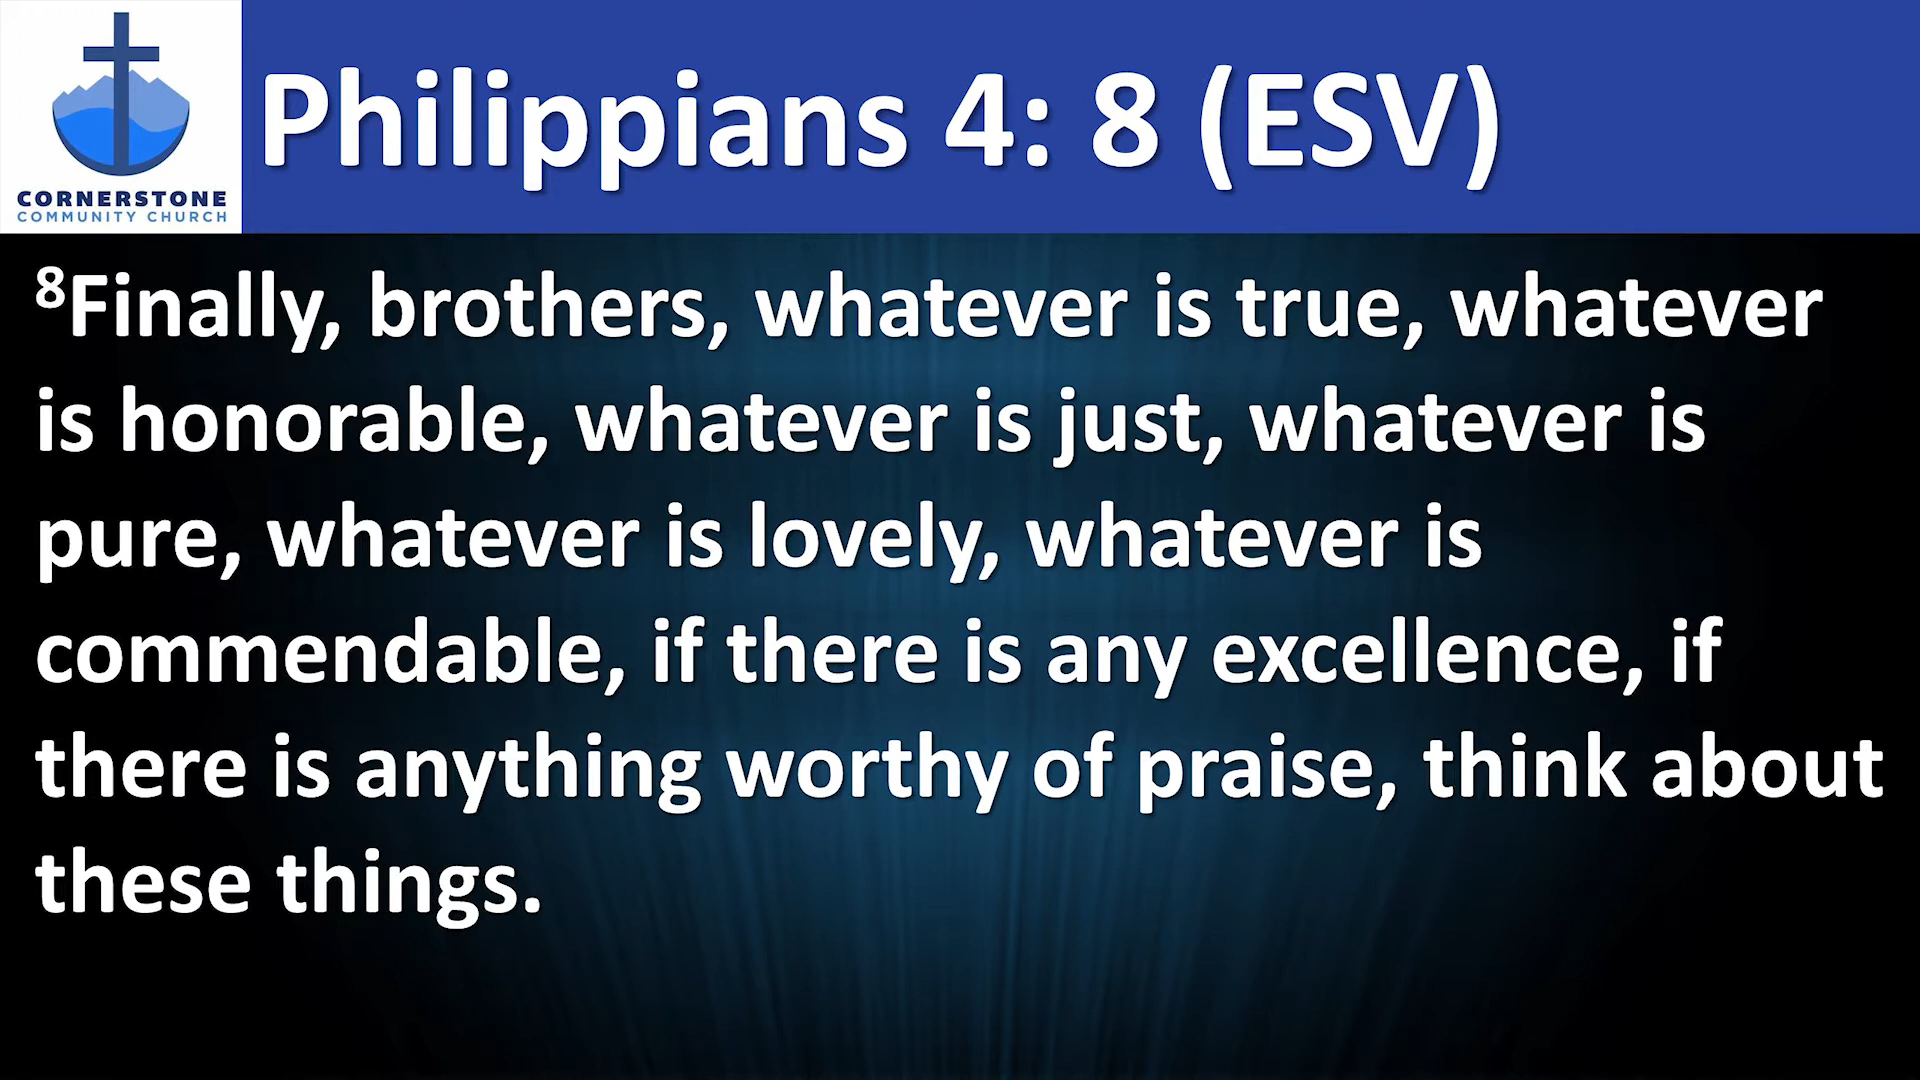 CORNERSTONE
COMMUNITY CHURCH
Philippians 4: 8 (ESV)
⁸Finally, brothers, whatever is true, whatever
is honorable, whatever is just, whatever is
pure, whatever is lovely, whatever is
commendable, if there is any excellence, if
there is anything worthy of praise, think about
these things.